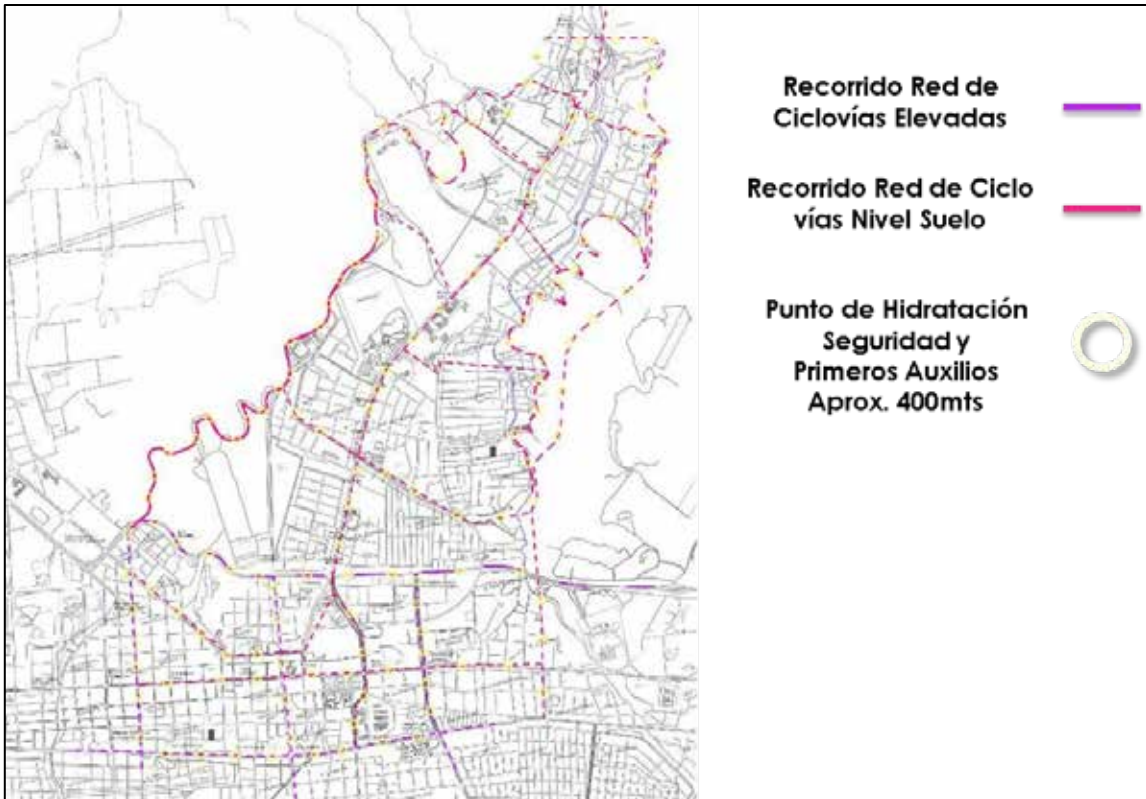 Recorrido Red de
Ciclovías Elevadas
Recorrido Red de Ciclo
vías Nivel Suelo
Punto de Hidratación
Seguridad y
Primeros Auxilios
Aprox. 400mts